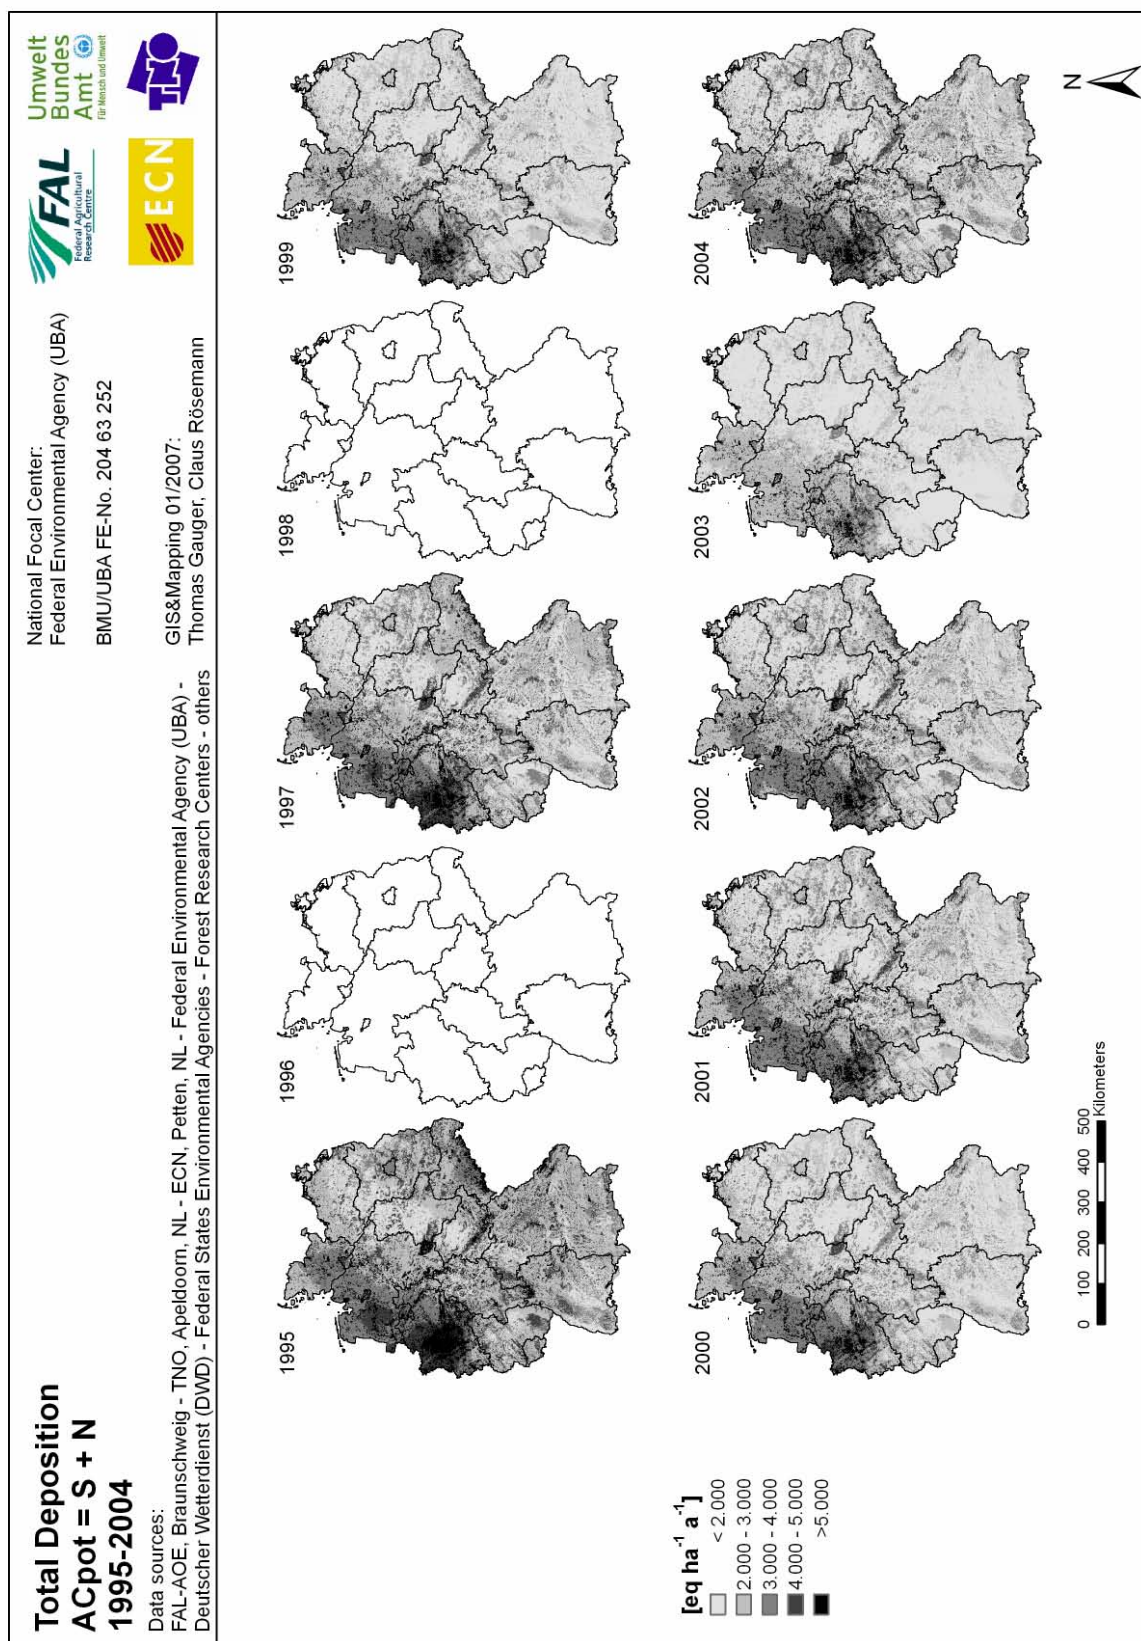 Total Deposition
ACpot = S + N
1995-2004
Data sources:
FAL-AOE, Braunschweig - TNO, Apeldoorn, NL - ECN, Petten, NL - Federal Environmental Agency (UBA) -
Deutscher Wetterdienst (DWD) - Federal States Environmental Agencies - Forest Research Centers - others
National Focal Center:
Federal Environmental Agency (UBA)
BMU/UBA FE-No. 204 63 252
GIS&Mapping 01/2007:
Thomas Gauger, Claus Rösemann
FAL
Federal Agricultural
Research Centre
Umwelt
Bundes
Amt
Für Mensch und Umwelt
ECN
TNO
1995
1996
1997
1998
1999
[eq ha⁻¹ a⁻¹]
< 2.000
2.000 - 3.000
3.000 - 4.000
4.000 - 5.000
>5.000
2000
2001
2002
2003
2004
0 100 200 300 400 500
Kilometers
N